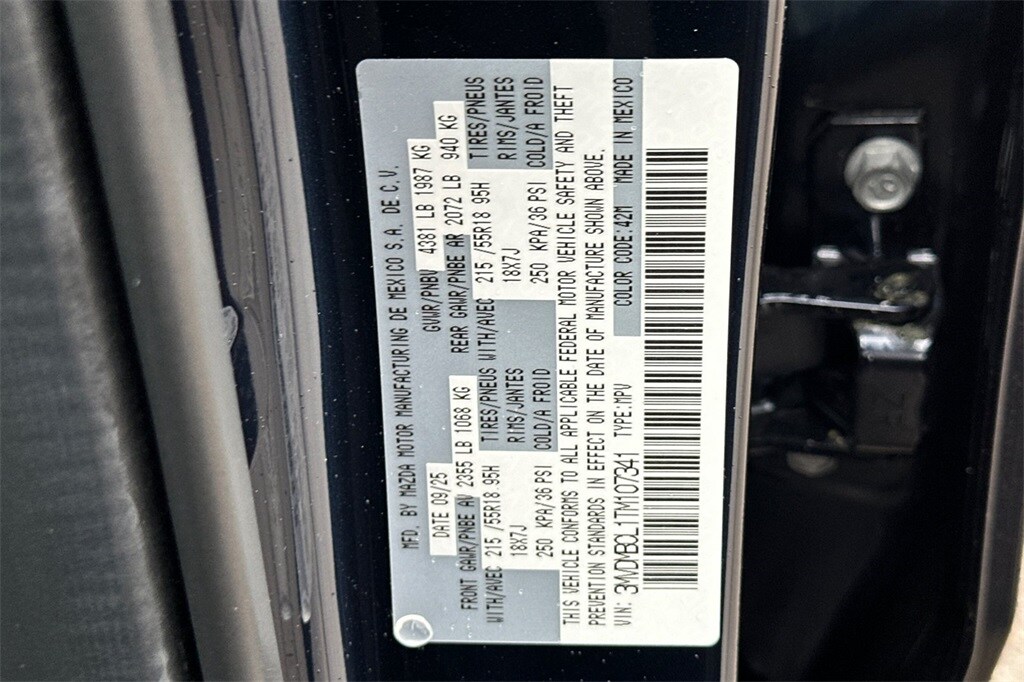 MFD. BY MAZDA MOTOR MANUFACTURING DE MEXICO S.A. DE C.V.
DATE 09/25 GVWR/PNBV 4381 LB 1987 KG
FRONT GAWR/PNBE AV 2355 LB 1068 KG REAR GAWR/PNBE AR 2072 LB 940 KG
WITH/AVEC 215 /55R18 95H TIRES/PNEUS WITH/AVEC 215 /55R18 95H TIRES/PNEUS
18X7J RIMS/JANTES 18X7J RIMS/JANTES
250 KPA/36 PSI COLD/A FROID 250 KPA/36 PSI COLD/A FROID
THIS VEHICLE CONFORMS TO ALL APPLICABLE FEDERAL MOTOR VEHICLE SAFETY AND THEFT
PREVENTION STANDARDS IN EFFECT ON THE DATE OF MANUFACTURE SHOWN ABOVE.
VIN: 3MVDMBCL1TM107341 TYPE:MPV COLOR CODE:42M MADE IN MEXICO